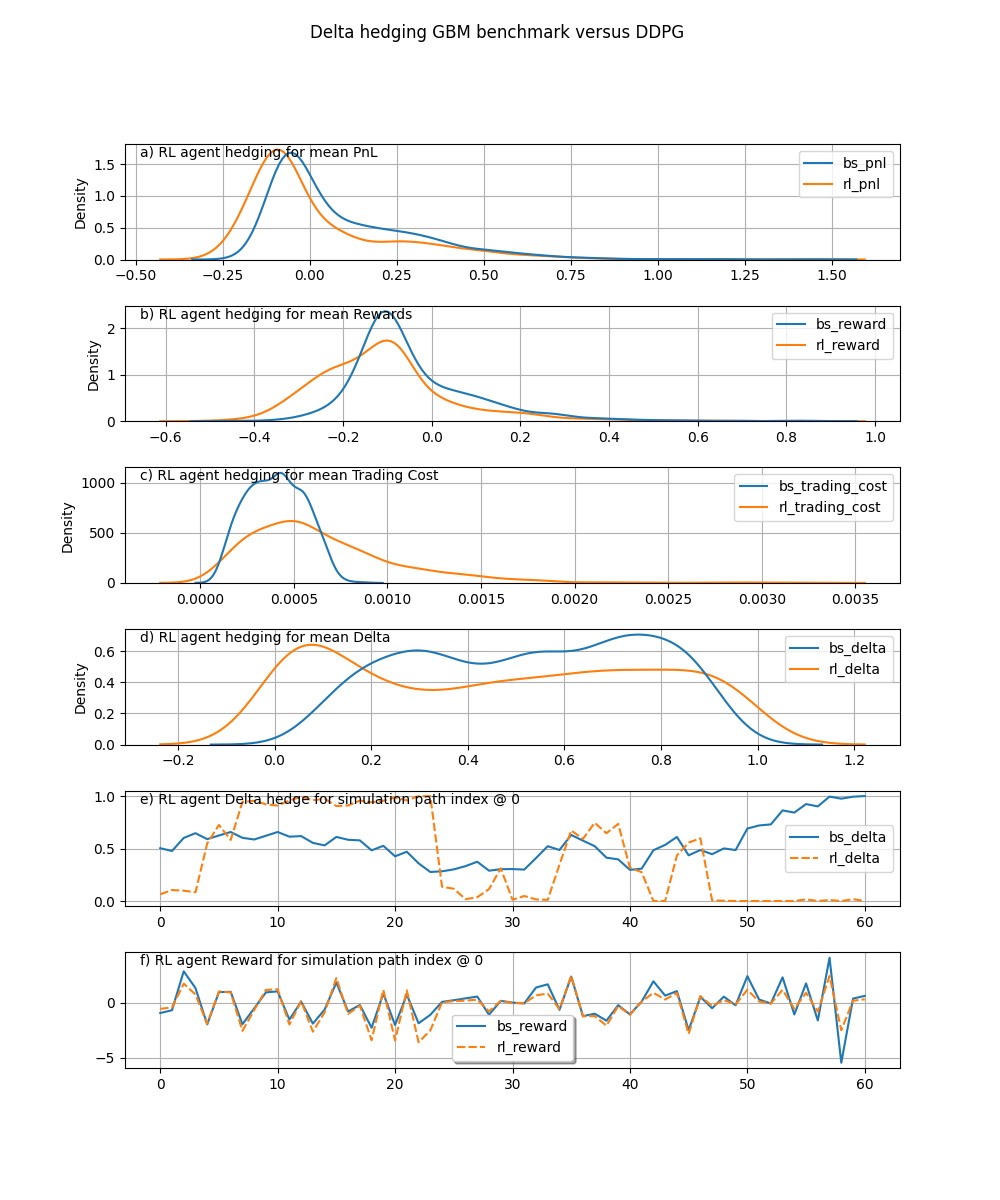 Delta hedging GBM benchmark versus DDPG
a) RL agent hedging for mean PnL
bs_pnl
rl_pnl
Density
1.5
1.0
0.5
0.0
−0.50 −0.25 0.00 0.25 0.50 0.75 1.00 1.25 1.50
b) RL agent hedging for mean Rewards
bs_reward
rl_reward
Density
2
1
0
−0.6 −0.4 −0.2 0.0 0.2 0.4 0.6 0.8 1.0
c) RL agent hedging for mean Trading Cost
bs_trading_cost
rl_trading_cost
Density
1000
500
0
0.0000 0.0005 0.0010 0.0015 0.0020 0.0025 0.0030 0.0035
d) RL agent hedging for mean Delta
bs_delta
rl_delta
Density
0.6
0.4
0.2
0.0
−0.2 0.0 0.2 0.4 0.6 0.8 1.0 1.2
e) RL agent Delta hedge for simulation path index @ 0
bs_delta
rl_delta
1.0
0.5
0.0
0 10 20 30 40 50 60
f) RL agent Reward for simulation path index @ 0
bs_reward
rl_reward
0
−5
0 10 20 30 40 50 60